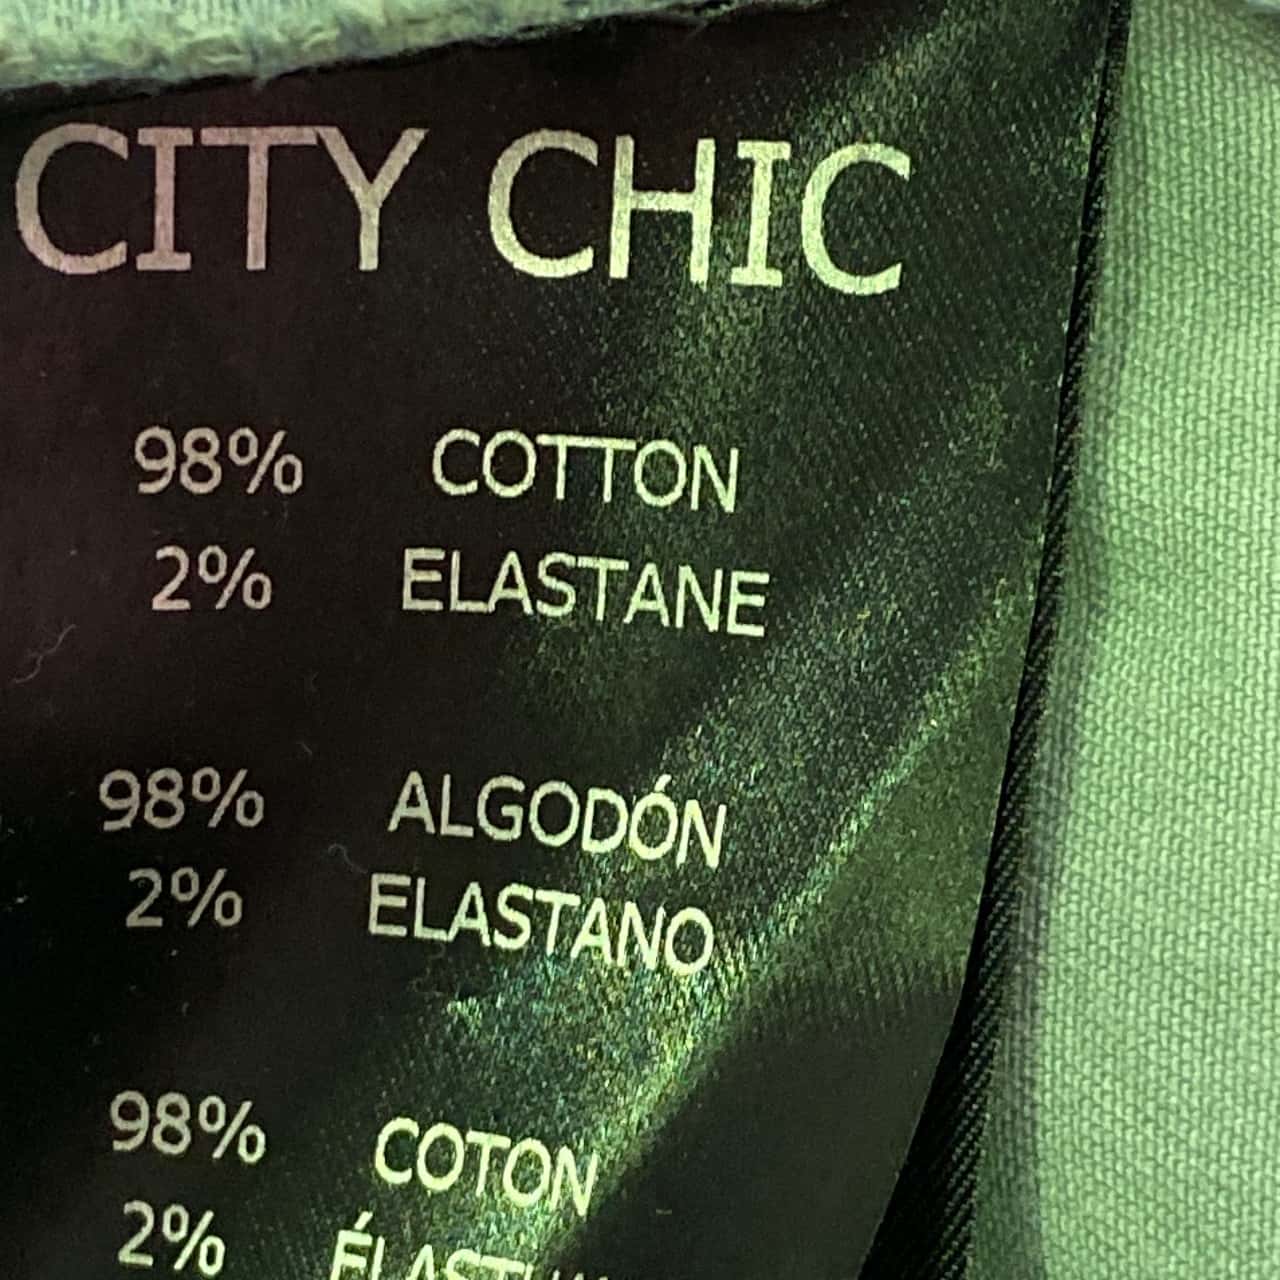 CITY CHIC
98% COTTON
2% ELASTANE
98% ALGODÓN
2% ELASTANO
98% COTON
2%